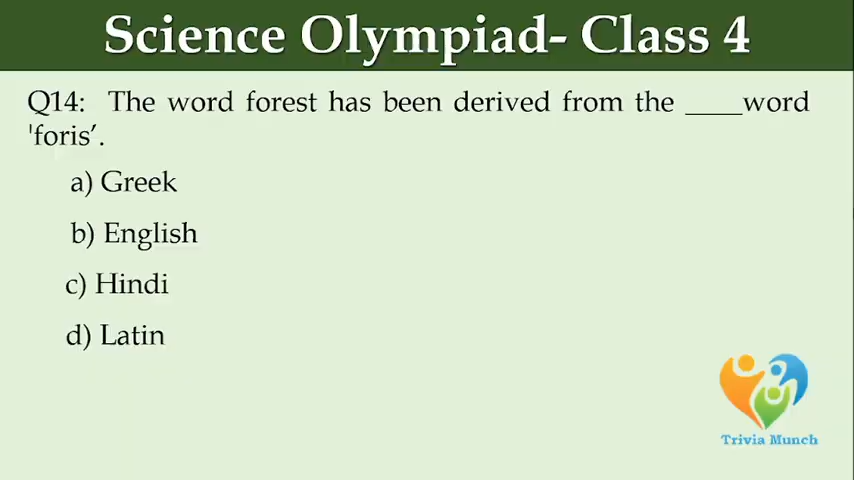 Science Olympiad- Class 4
Q14: The word forest has been derived from the ____word
'foris’.
a) Greek
b) English
c) Hindi
d) Latin
Trivia Munch